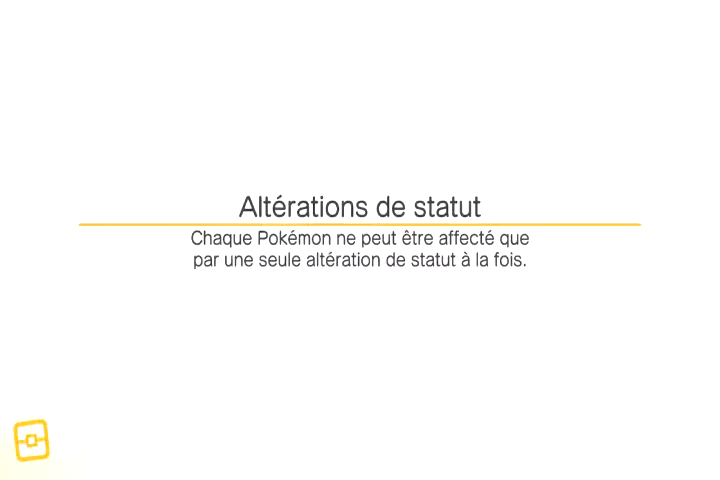 Altérations de statut
Chaque Pokémon ne peut être affecté que
par une seule altération de statut à la fois.